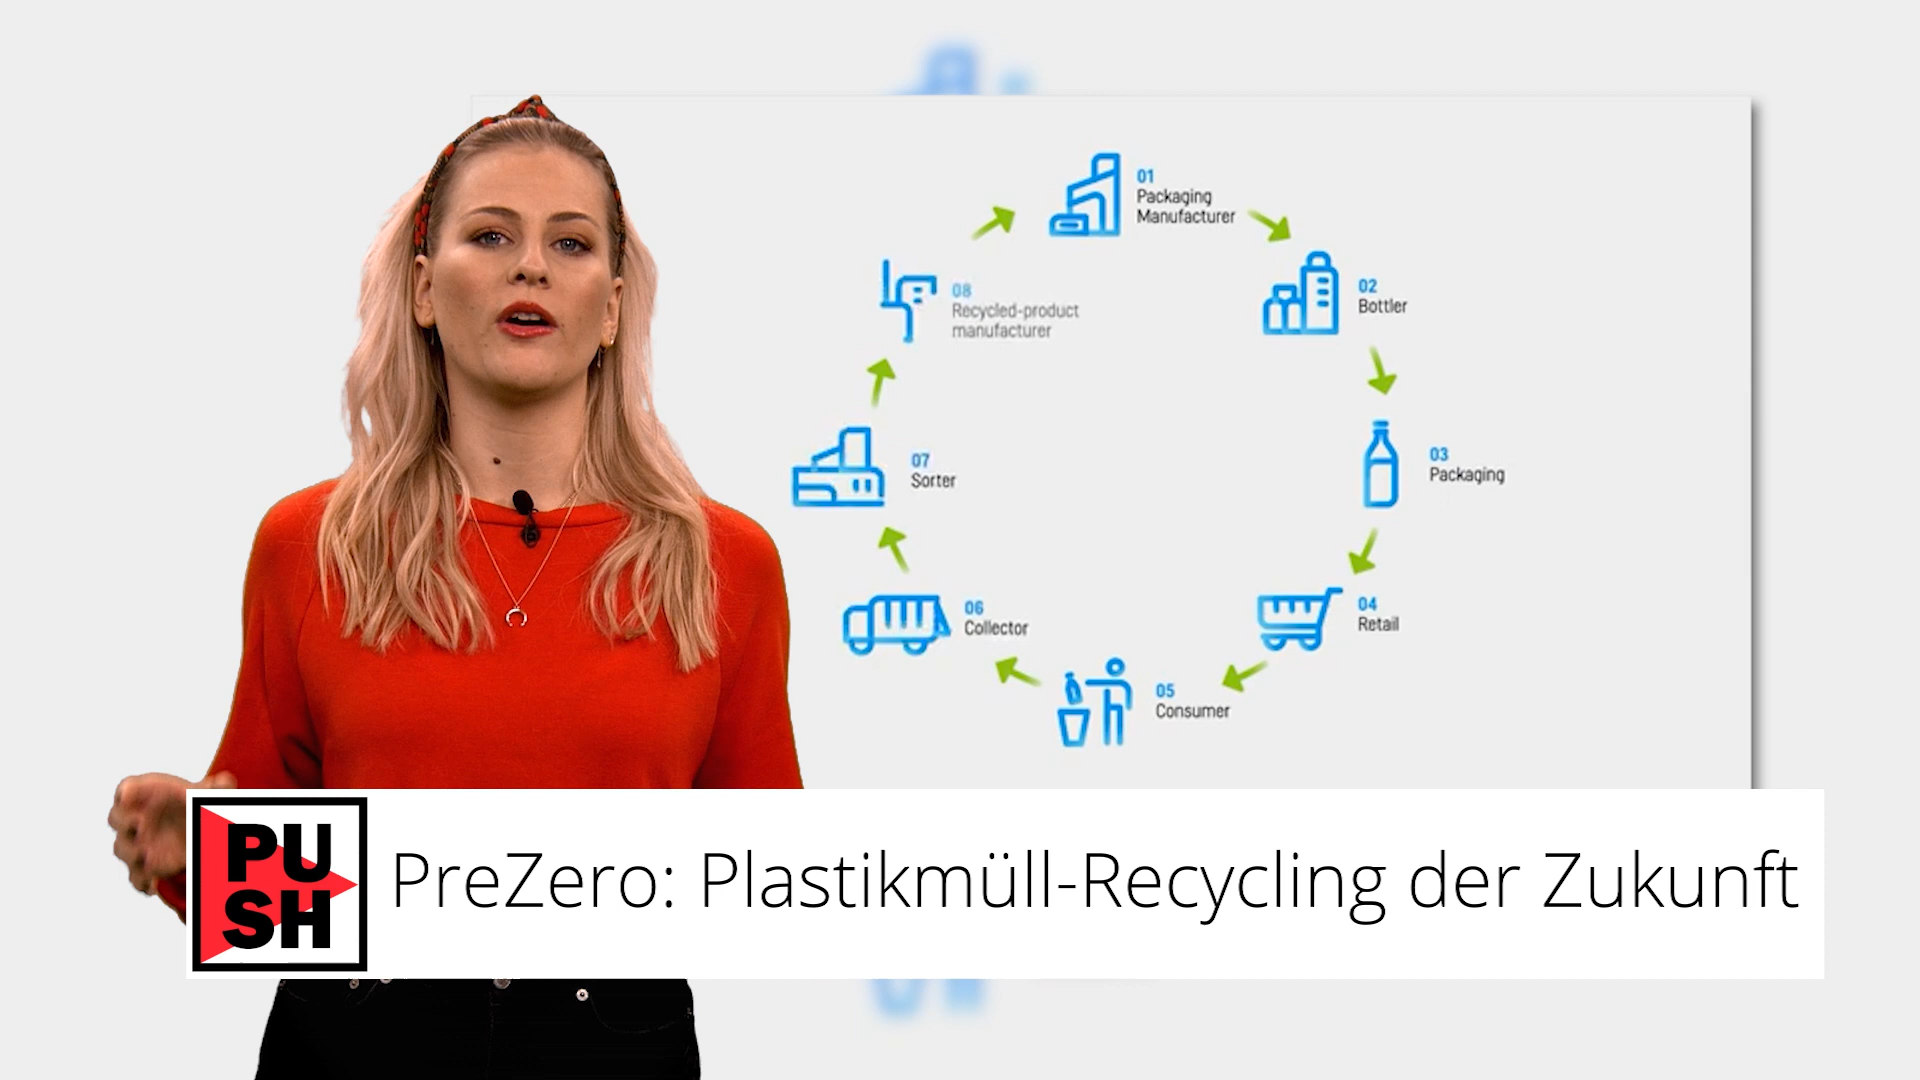 01
Packaging
Manufacturer
02
Bottler
03
Packaging
04
Retail
05
Consumer
06
Collector
07
Sorter
08
Recycled-product
manufacturer
PU
SH
PreZero: Plastikmüll-Recycling der Zukunft